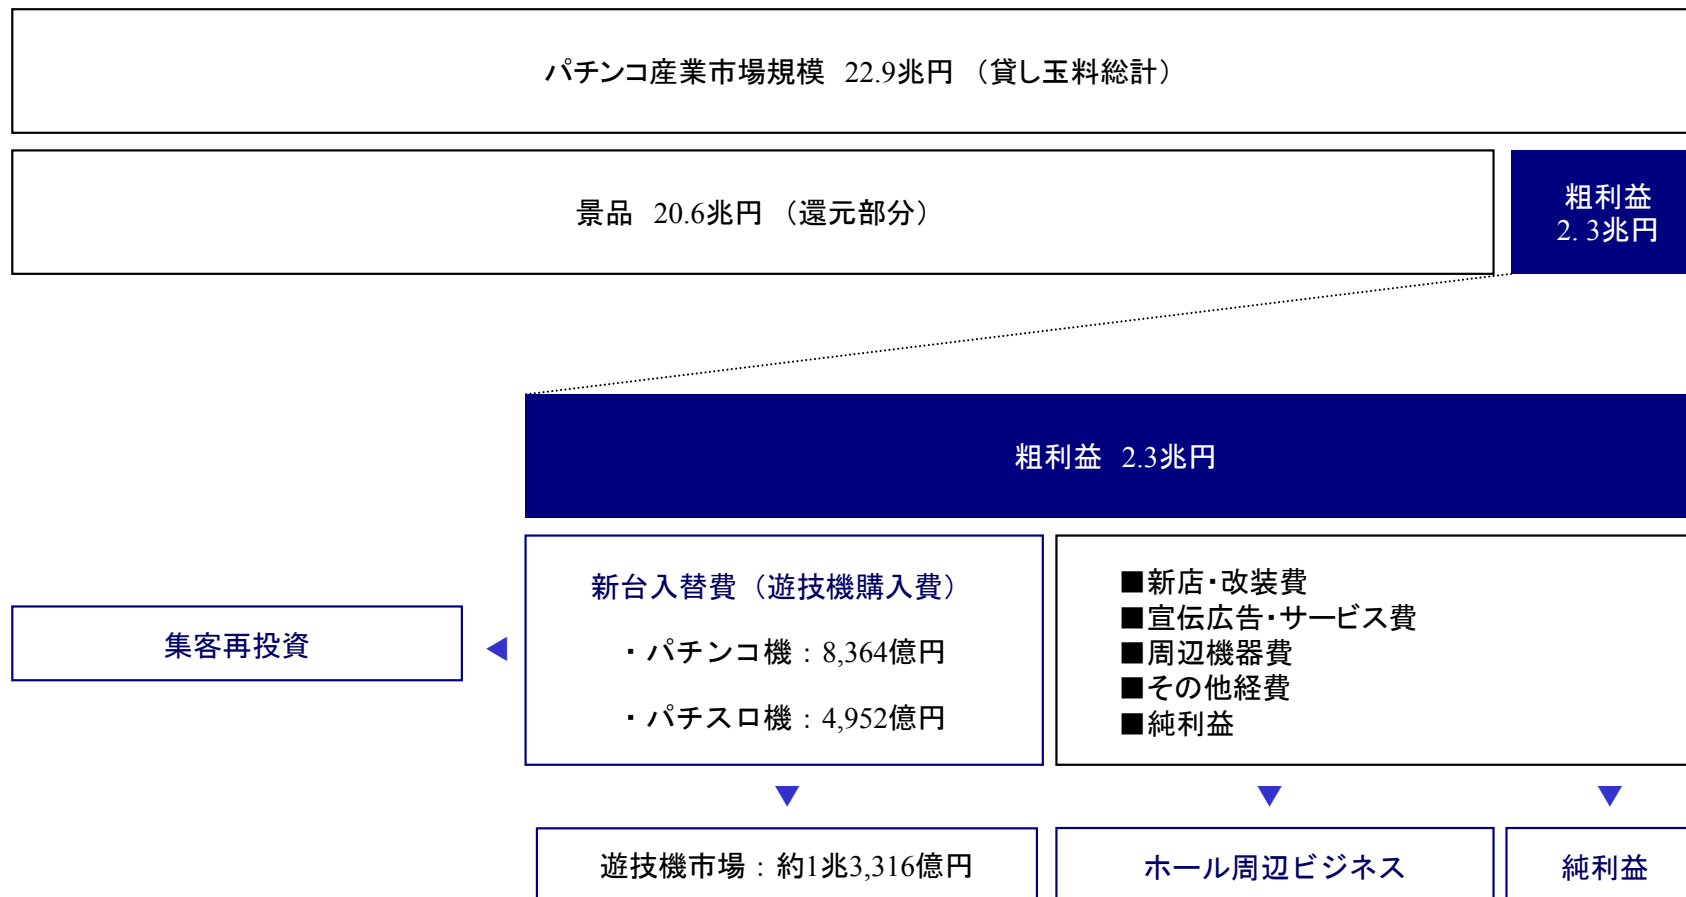 パチンコ産業市場規模 22.9兆円 （貸し玉料総計）
景品 20.6兆円 （還元部分）
粗利益
2. 3兆円
粗利益 2.3兆円
新台入替費（遊技機購入費）
・パチンコ機：8,364億円
・パチスロ機：4,952億円
■新店・改装費
■宣伝広告・サービス費
■周辺機器費
■その他経費
■純利益
集客再投資
遊技機市場：約1兆3,316億円
ホール周辺ビジネス
純利益